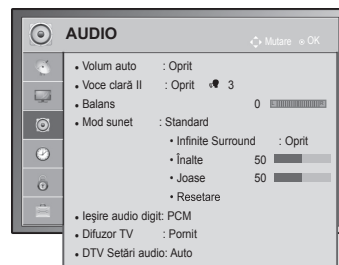 AUDIO
Mutare OK
• Volum auto : Oprit
• Voce clară II : Oprit 3
• Balans 0
• Mod sunet : Standard
• Infinite Surround : Oprit
• Înalte 50
• Joase 50
• Resetare
• Ieşire audio digit: PCM
• Difuzor TV : Pornit
• DTV Setări audio: Auto